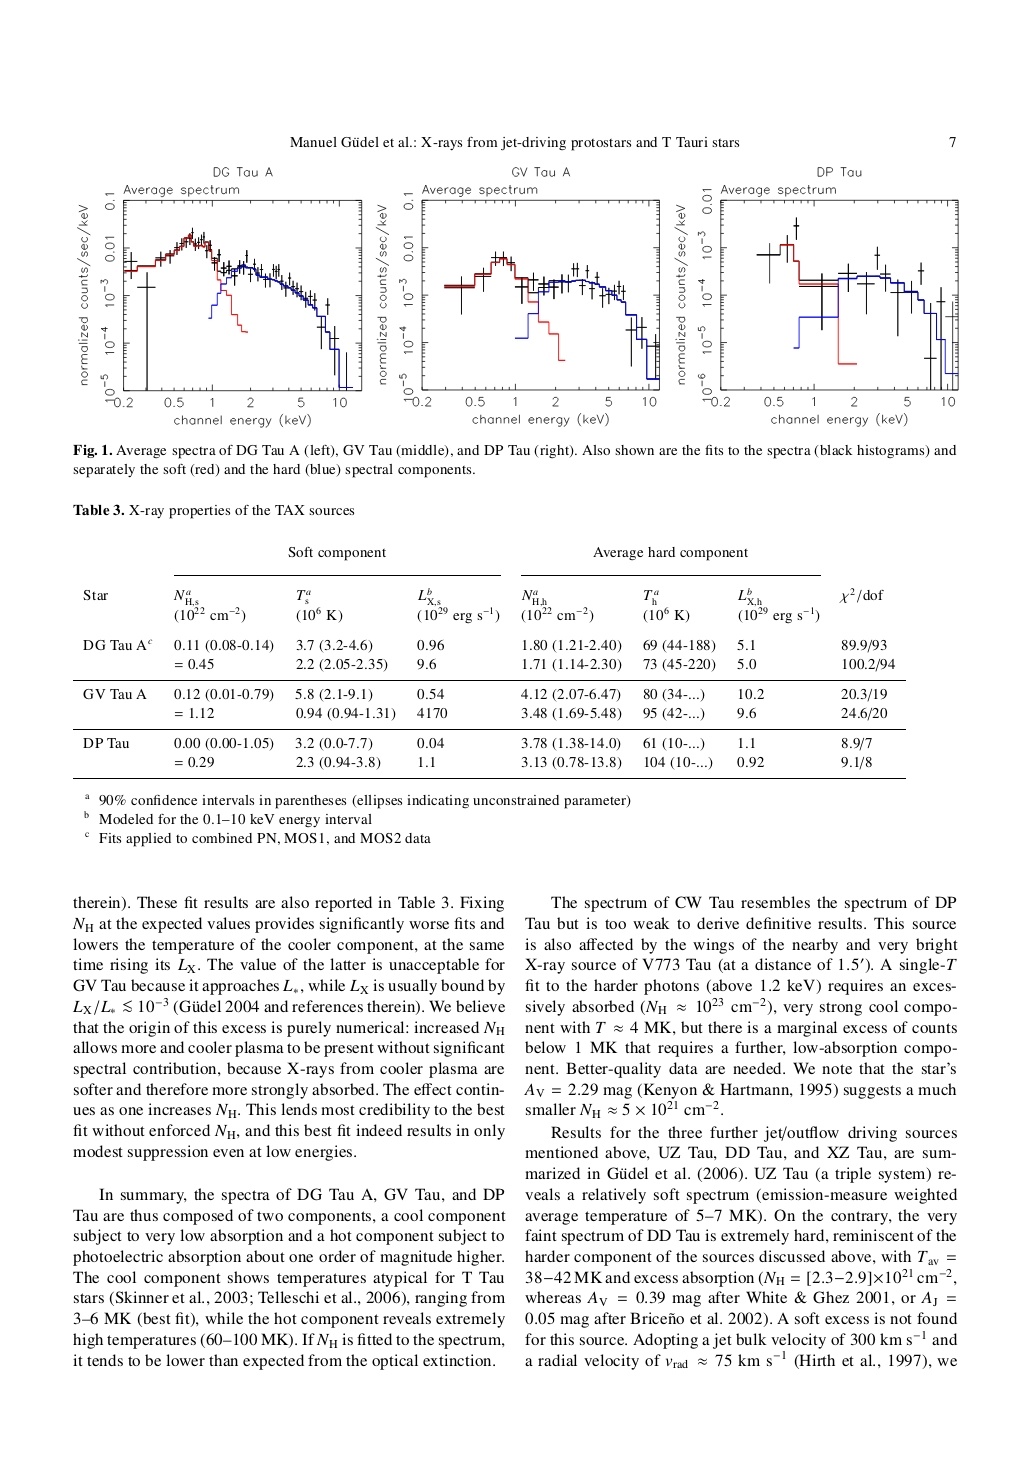 Manuel Güdel et al.: X-rays from jet-driving protostars and T Tauri stars 7
DG Tau A
Average spectrum
normalized counts/sec/keV
10⁻⁵ 10⁻⁴ 10⁻³ 0.01 0.1
0.2 0.5 1 2 5 10
channel energy (keV)
GV Tau A
Average spectrum
normalized counts/sec/keV
10⁻⁵ 10⁻⁴ 10⁻³ 0.01 0.1
0.2 0.5 1 2 5 10
channel energy (keV)
DP Tau
Average spectrum
normalized counts/sec/keV
10⁻⁶ 10⁻⁵ 10⁻⁴ 10⁻³ 0.01
0.2 0.5 1 2 5 10
channel energy (keV)
Fig. 1. Average spectra of DG Tau A (left), GV Tau (middle), and DP Tau (right). Also shown are the fits to the spectra (black histograms) and
separately the soft (red) and the hard (blue) spectral components.
Table 3. X-ray properties of the TAX sources
Soft component Average hard component
Star N_H,s^a T_s^a L_X,s^b N_H,h^a T_h^a L_X,h^b χ²/dof
(10²² cm⁻²) (10⁶ K) (10²⁹ erg s⁻¹) (10²² cm⁻²) (10⁶ K) (10²⁹ erg s⁻¹)
DG Tau A^c 0.11 (0.08-0.14) 3.7 (3.2-4.6) 0.96 1.80 (1.21-2.40) 69 (44-188) 5.1 89.9/93
= 0.45 2.2 (2.05-2.35) 9.6 1.71 (1.14-2.30) 73 (45-220) 5.0 100.2/94
GV Tau A 0.12 (0.01-0.79) 5.8 (2.1-9.1) 0.54 4.12 (2.07-6.47) 80 (34-...) 10.2 20.3/19
= 1.12 0.94 (0.94-1.31) 4170 3.48 (1.69-5.48) 95 (42-...) 9.6 24.6/20
DP Tau 0.00 (0.00-1.05) 3.2 (0.0-7.7) 0.04 3.78 (1.38-14.0) 61 (10-...) 1.1 8.9/7
= 0.29 2.3 (0.94-3.8) 1.1 3.13 (0.78-13.8) 104 (10-...) 0.92 9.1/8
a 90% confidence intervals in parentheses (ellipses indicating unconstrained parameter)
b Modeled for the 0.1–10 keV energy interval
c Fits applied to combined PN, MOS1, and MOS2 data
therein). These fit results are also reported in Table 3. Fixing
N_H at the expected values provides significantly worse fits and
lowers the temperature of the cooler component, at the same
time rising its L_X. The value of the latter is unacceptable for
GV Tau because it approaches L_*, while L_X is usually bound by
L_X/L_* ≲ 10⁻³ (Güdel 2004 and references therein). We believe
that the origin of this excess is purely numerical: increased N_H
allows more and cooler plasma to be present without significant
spectral contribution, because X-rays from cooler plasma are
softer and therefore more strongly absorbed. The effect contin-
ues as one increases N_H. This lends most credibility to the best
fit without enforced N_H, and this best fit indeed results in only
modest suppression even at low energies.
In summary, the spectra of DG Tau A, GV Tau, and DP
Tau are thus composed of two components, a cool component
subject to very low absorption and a hot component subject to
photoelectric absorption about one order of magnitude higher.
The cool component shows temperatures atypical for T Tau
stars (Skinner et al., 2003; Telleschi et al., 2006), ranging from
3–6 MK (best fit), while the hot component reveals extremely
high temperatures (60–100 MK). If N_H is fitted to the spectrum,
it tends to be lower than expected from the optical extinction.
The spectrum of CW Tau resembles the spectrum of DP
Tau but is too weak to derive definitive results. This source
is also affected by the wings of the nearby and very bright
X-ray source of V773 Tau (at a distance of 1.5′). A single-T
fit to the harder photons (above 1.2 keV) requires an exces-
sively absorbed (N_H ≈ 10²³ cm⁻²), very strong cool compo-
nent with T ≈ 4 MK, but there is a marginal excess of counts
below 1 MK that requires a further, low-absorption compo-
nent. Better-quality data are needed. We note that the star's
A_V = 2.29 mag (Kenyon & Hartmann, 1995) suggests a much
smaller N_H ≈ 5 × 10²¹ cm⁻².
Results for the three further jet/outflow driving sources
mentioned above, UZ Tau, DD Tau, and XZ Tau, are sum-
marized in Güdel et al. (2006). UZ Tau (a triple system) re-
veals a relatively soft spectrum (emission-measure weighted
average temperature of 5–7 MK). On the contrary, the very
faint spectrum of DD Tau is extremely hard, reminiscent of the
harder component of the sources discussed above, with T_av =
38–42 MK and excess absorption (N_H = [2.3–2.9]×10²¹ cm⁻²,
whereas A_V = 0.39 mag after White & Ghez 2001, or A_J =
0.05 mag after Briceño et al. 2002). A soft excess is not found
for this source. Adopting a jet bulk velocity of 300 km s⁻¹ and
a radial velocity of v_rad ≈ 75 km s⁻¹ (Hirth et al., 1997), we